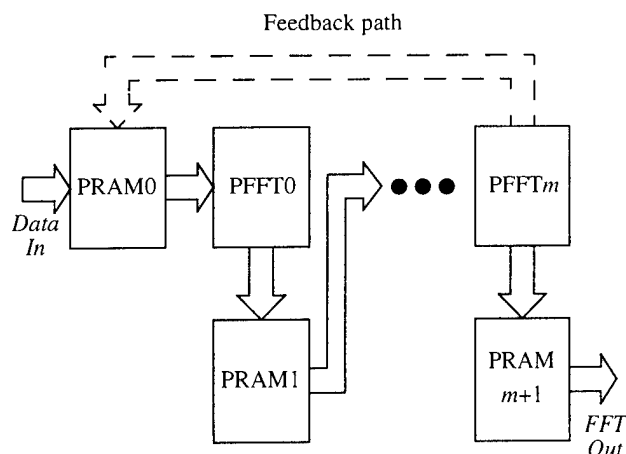 Feedback path
PRAM0
PFFT0
PFFTm
Data
In
PRAM1
PRAM
m+1
FFT
Out